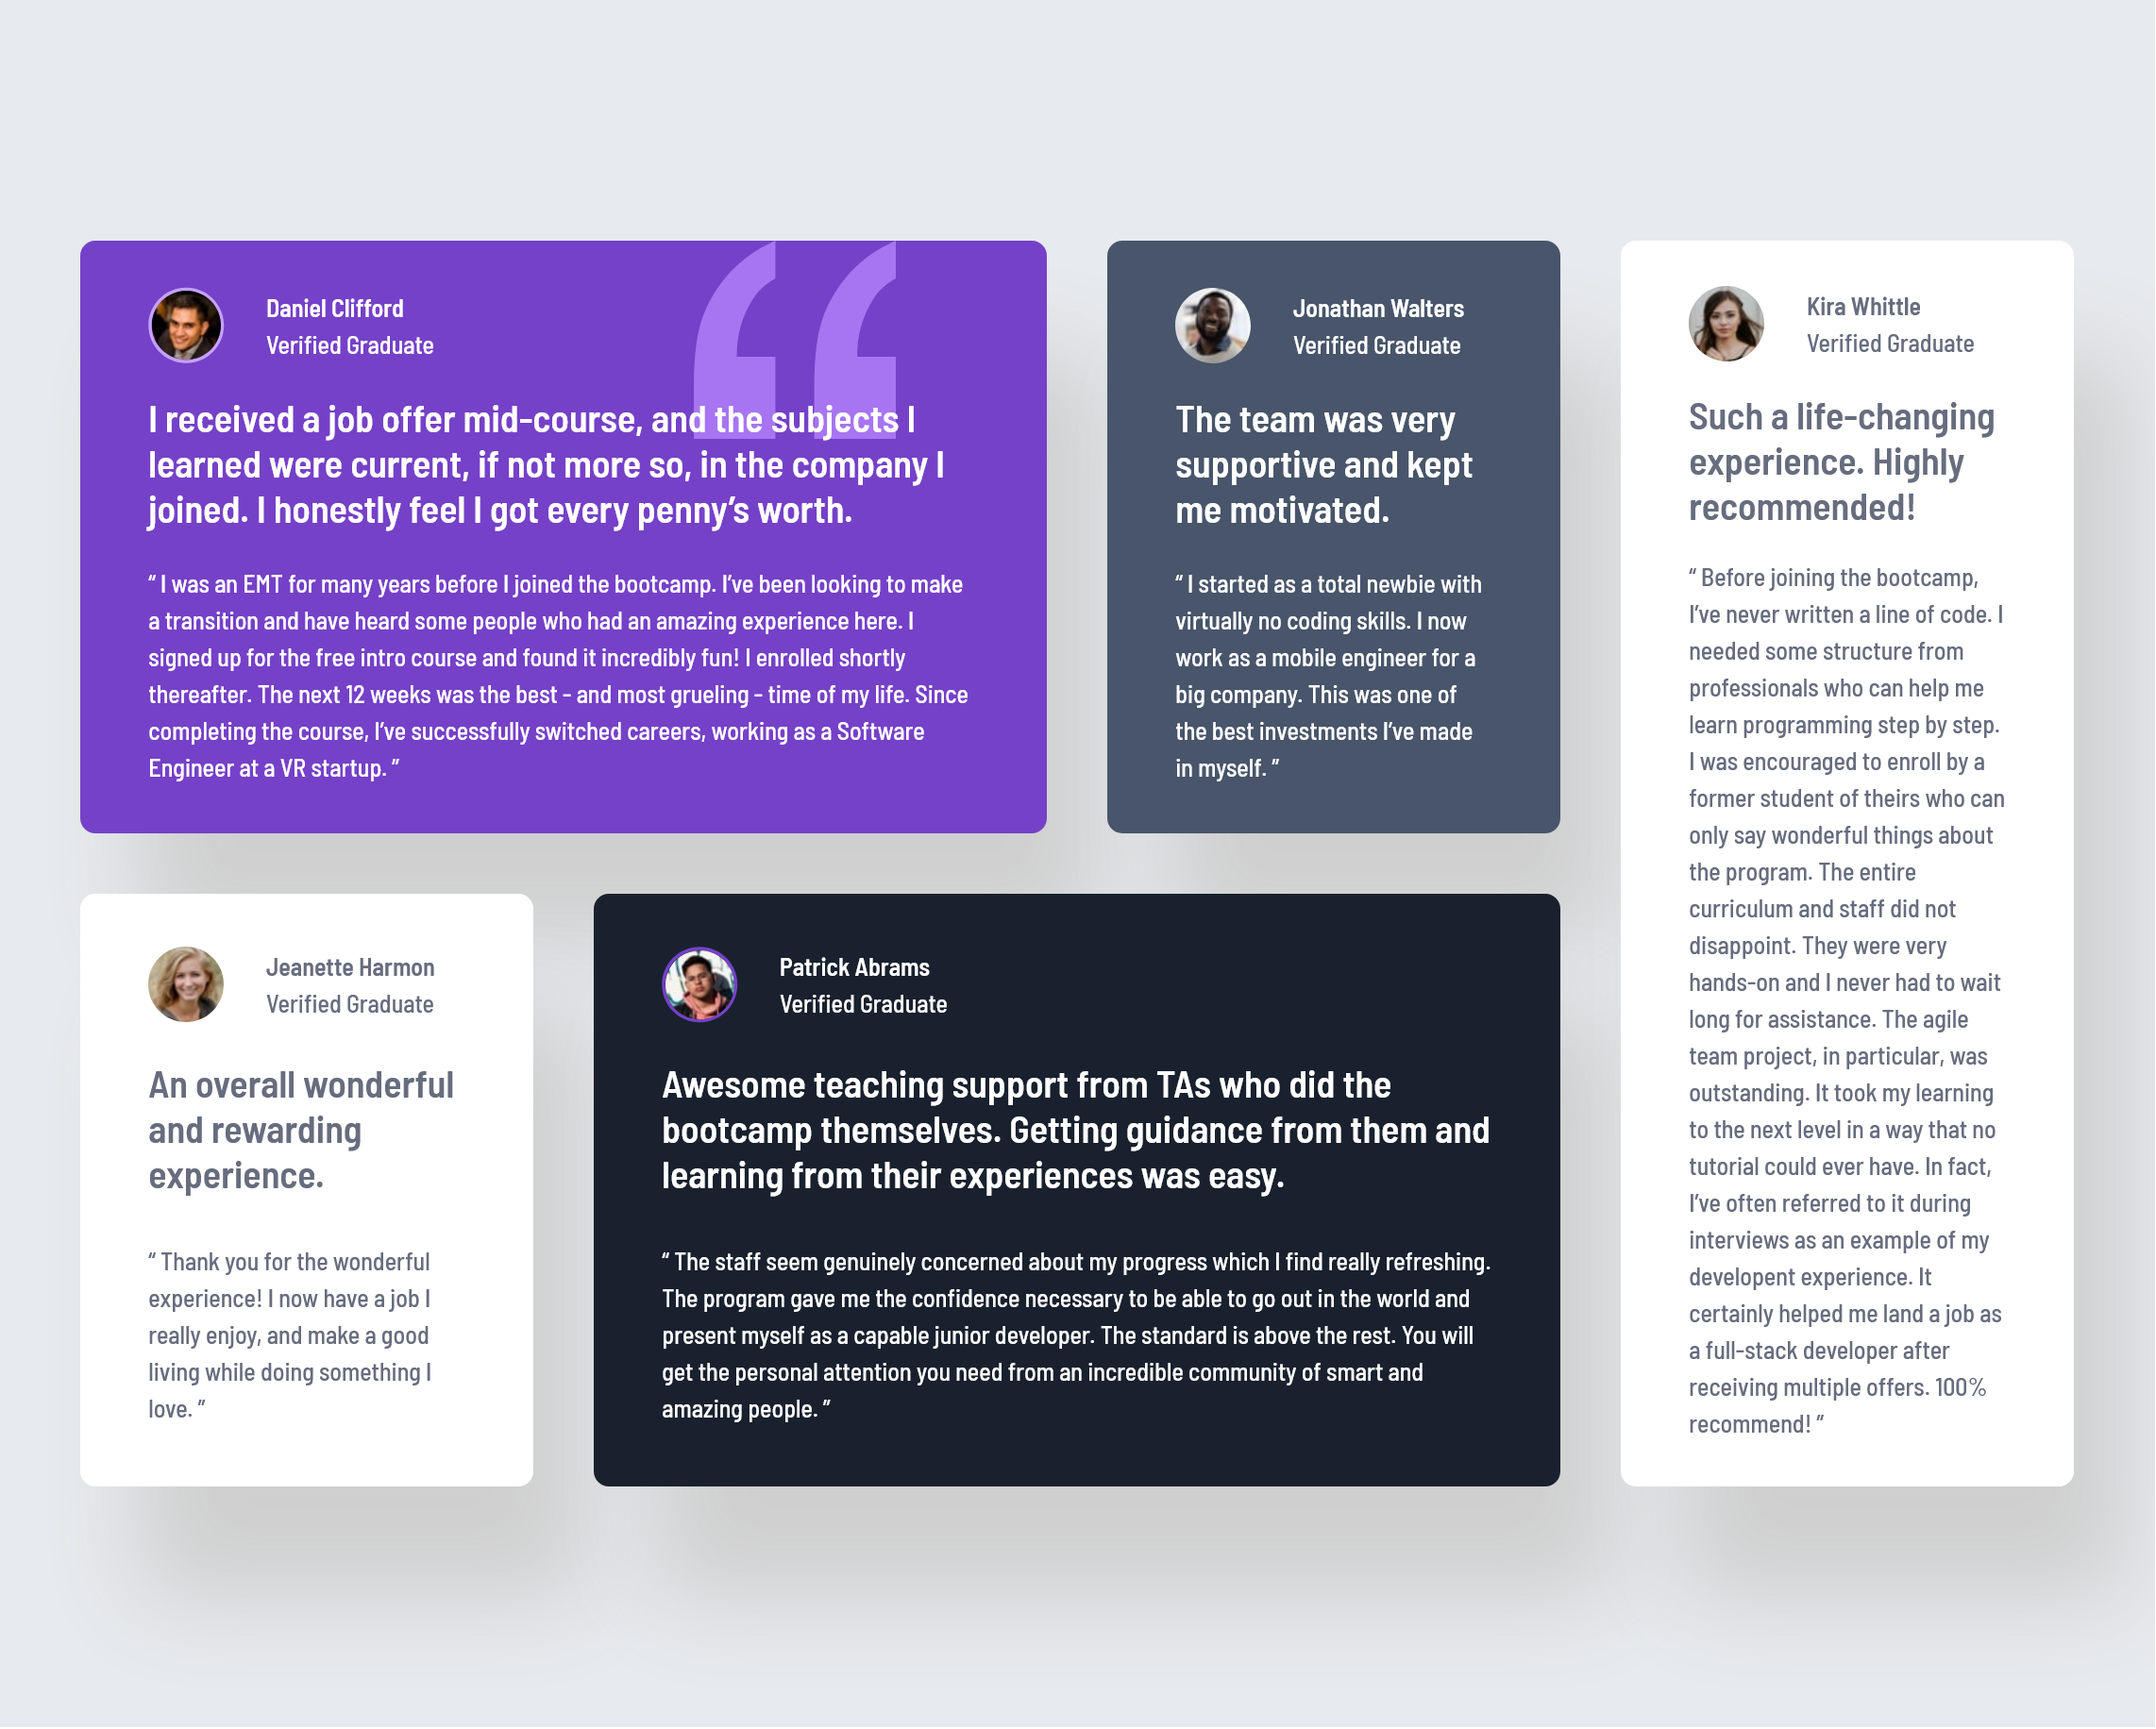 Daniel Clifford
Verified Graduate
I received a job offer mid-course, and the subjects I
learned were current, if not more so, in the company I
joined. I honestly feel I got every penny’s worth.
“ I was an EMT for many years before I joined the bootcamp. I’ve been looking to make
a transition and have heard some people who had an amazing experience here. I
signed up for the free intro course and found it incredibly fun! I enrolled shortly
thereafter. The next 12 weeks was the best - and most grueling - time of my life. Since
completing the course, I’ve successfully switched careers, working as a Software
Engineer at a VR startup. ”
Jonathan Walters
Verified Graduate
The team was very
supportive and kept
me motivated.
“ I started as a total newbie with
virtually no coding skills. I now
work as a mobile engineer for a
big company. This was one of
the best investments I’ve made
in myself. ”
Kira Whittle
Verified Graduate
Such a life-changing
experience. Highly
recommended!
“ Before joining the bootcamp,
I’ve never written a line of code. I
needed some structure from
professionals who can help me
learn programming step by step.
I was encouraged to enroll by a
former student of theirs who can
only say wonderful things about
the program. The entire
curriculum and staff did not
disappoint. They were very
hands-on and I never had to wait
long for assistance. The agile
team project, in particular, was
outstanding. It took my learning
to the next level in a way that no
tutorial could ever have. In fact,
I’ve often referred to it during
interviews as an example of my
developent experience. It
certainly helped me land a job as
a full-stack developer after
receiving multiple offers. 100%
recommend! ”
Jeanette Harmon
Verified Graduate
An overall wonderful
and rewarding
experience.
“ Thank you for the wonderful
experience! I now have a job I
really enjoy, and make a good
living while doing something I
love. ”
Patrick Abrams
Verified Graduate
Awesome teaching support from TAs who did the
bootcamp themselves. Getting guidance from them and
learning from their experiences was easy.
“ The staff seem genuinely concerned about my progress which I find really refreshing.
The program gave me the confidence necessary to be able to go out in the world and
present myself as a capable junior developer. The standard is above the rest. You will
get the personal attention you need from an incredible community of smart and
amazing people. ”